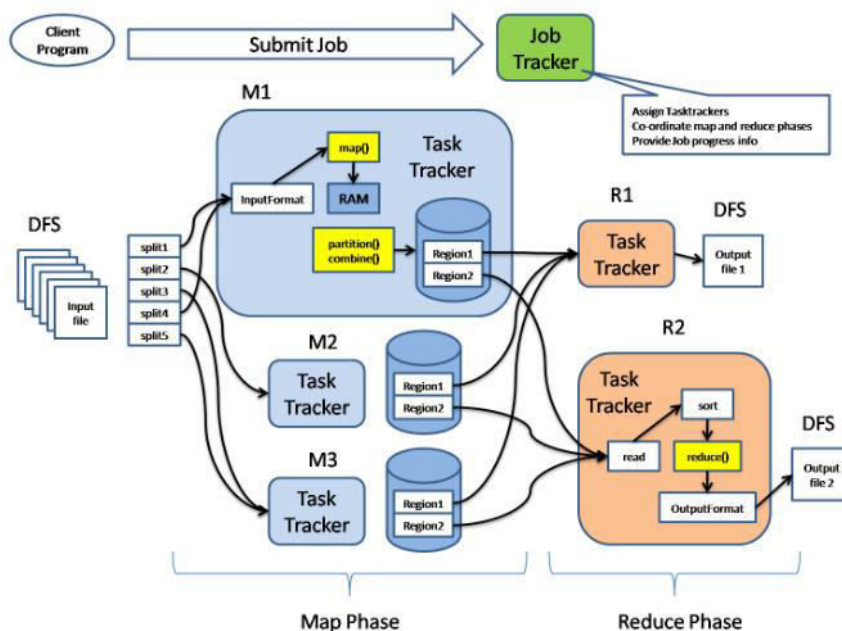 Client
Program
Submit Job
Job
Tracker
Assign Tasktrackers
Co-ordinate map and reduce phases
Provide Job progress info
M1
Task
Tracker
map()
InputFormat
RAM
partition()
combine()
Region1
Region2
DFS
Input
file
split1
split2
split3
split4
split5
M2
Task
Tracker
Region1
Region2
M3
Task
Tracker
Region1
Region2
R1
Task
Tracker
DFS
Output
file 1
R2
Task
Tracker
sort
read
reduce()
OutputFormat
DFS
Output
file 2
Map Phase
Reduce Phase